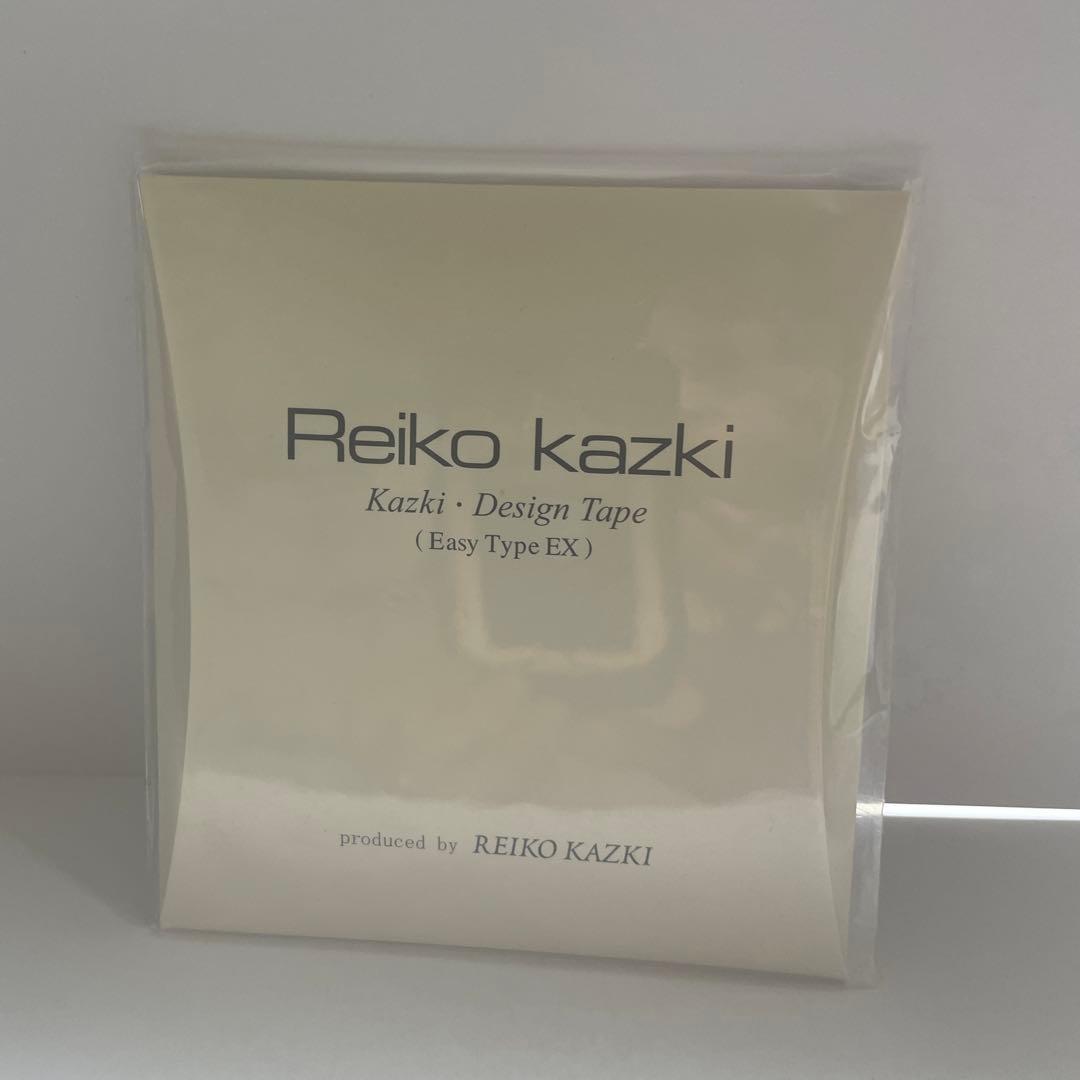 Reiko kazki
Kazki・Design Tape
( Easy Type EX )
produced by REIKO KAZKI